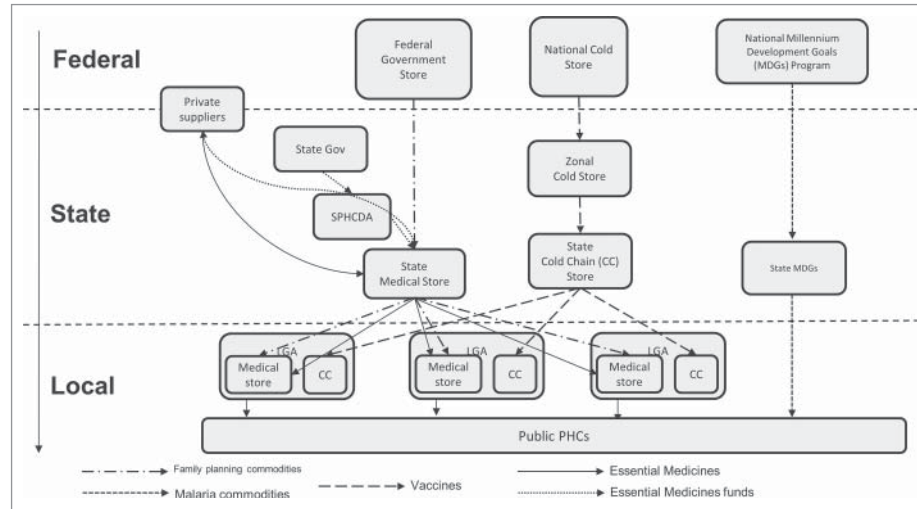 Federal
Federal
Government
Store
National Cold
Store
National Millennium
Development Goals
(MDGs) Program
Private
suppliers
State Gov
Zonal
Cold Store
State
SPHCDA
State
Medical Store
State
Cold Chain (CC)
Store
State MDGs
Local
LGA
Medical
store
CC
LGA
Medical
store
CC
LGA
Medical
store
CC
Public PHCs
Family planning commodities
Essential Medicines
Vaccines
Malaria commodities
Essential Medicines funds